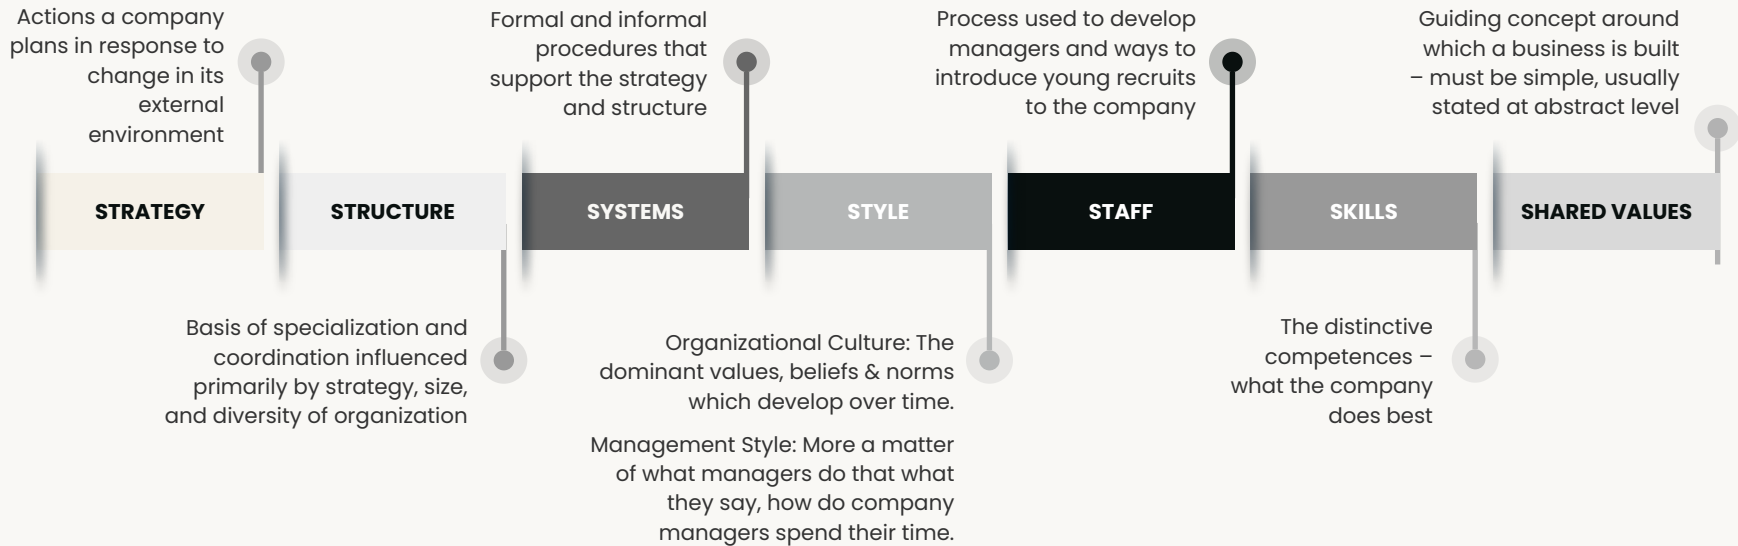 Actions a company
plans in response to
change in its
external
environment
Formal and informal
procedures that
support the strategy
and structure
Process used to develop
managers and ways to
introduce young recruits
to the company
Guiding concept around
which a business is built
– must be simple, usually
stated at abstract level
STRATEGY
STRUCTURE
SYSTEMS
STYLE
STAFF
SKILLS
SHARED VALUES
Basis of specialization and
coordination influenced
primarily by strategy, size,
and diversity of organization
Organizational Culture: The
dominant values, beliefs & norms
which develop over time.
Management Style: More a matter
of what managers do that what
they say, how do company
managers spend their time.
The distinctive
competences –
what the company
does best